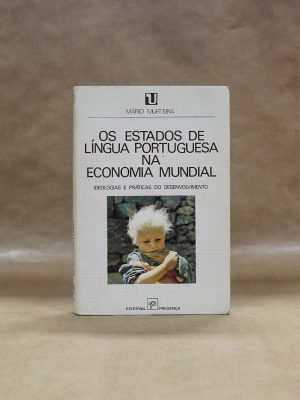 U
MÁRIO MURTEIRA
OS ESTADOS DE
LÍNGUA PORTUGUESA
NA
ECONOMIA MUNDIAL
IDEOLOGIAS E PRÁTICAS DO DESENVOLVIMENTO
EDITORIAL PRESENÇA